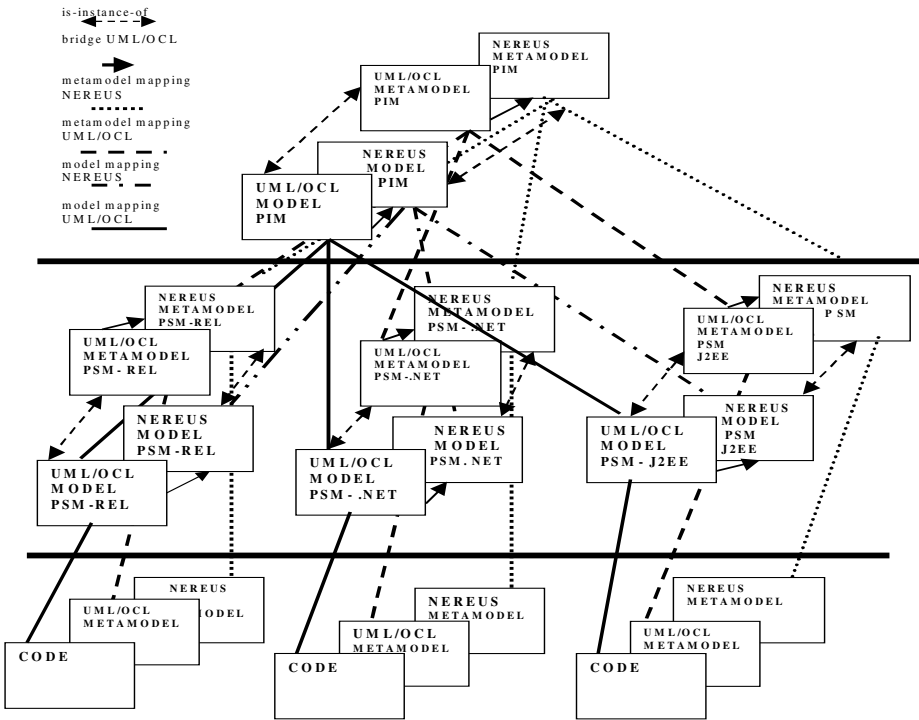 is-instance-of
bridge UML/OCL
metamodel mapping
NEREUS
metamodel mapping
UML/OCL
model mapping
NEREUS
model mapping
UML/OCL
NEREUS
METAMODEL
PIM
UML/OCL
METAMODEL
PIM
NEREUS
MODEL
PIM
UML/OCL
MODEL
PIM
NEREUS
METAMODEL
PSM-REL
UML/OCL
METAMODEL
PSM- REL
NEREUS
MODEL
PSM-REL
UML/OCL
MODEL
PSM-REL
NEREUS
METAMODEL
PSM-.NET
UML/OCL
METAMODEL
PSM-.NET
NEREUS
MODEL
PSM. NET
UML/OCL
MODEL
PSM- .NET
NEREUS
METAMODEL
PSM
UML/OCL
METAMODEL
PSM
J2EE
NEREUS
MODEL
PSM
J2EE
UML/OCL
MODEL
PSM- J2EE
NEREUS
MODEL
UML/OCL
METAMODEL
CODE
NEREUS
METAMODEL
UML/OCL
METAMODEL
CODE
NEREUS
METAMODEL
UML/OCL
METAMODEL
CODE